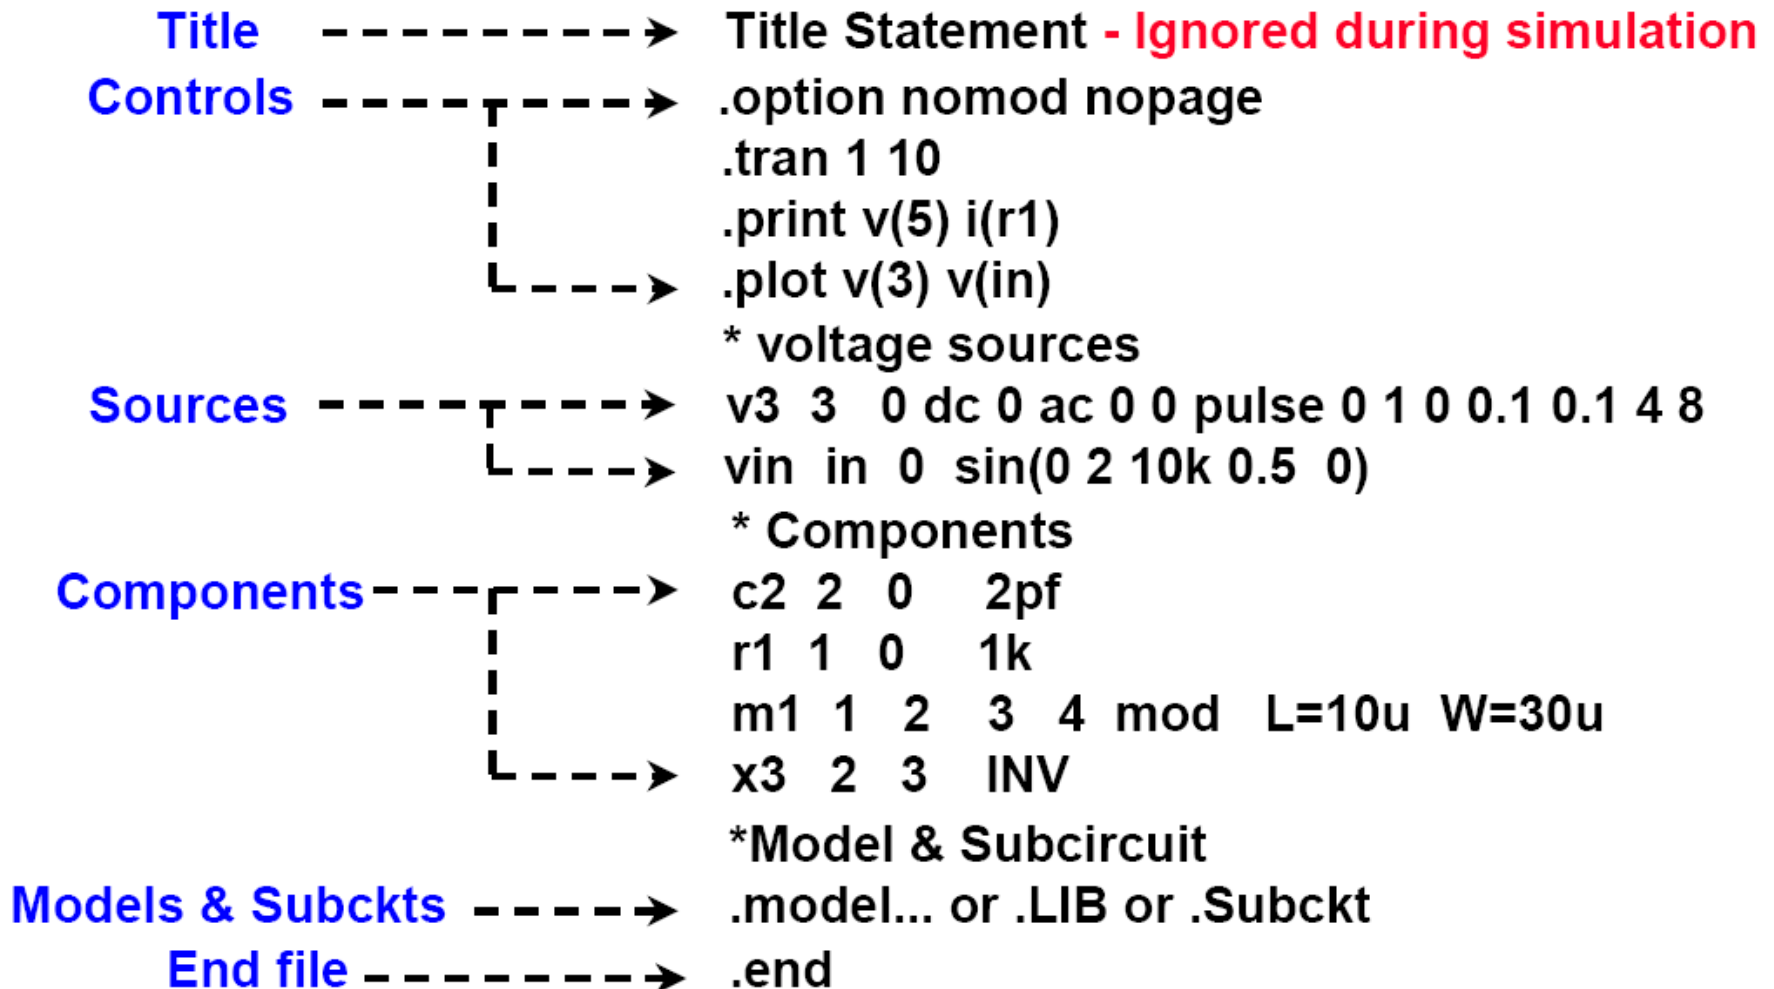 Title Title Statement - Ignored during simulation
Controls .option nomod nopage
.tran 1 10
.print v(5) i(r1)
.plot v(3) v(in)
* voltage sources
Sources v3 3 0 dc 0 ac 0 0 pulse 0 1 0 0.1 0.1 4 8
vin in 0 sin(0 2 10k 0.5 0)
* Components
Components c2 2 0 2pf
r1 1 0 1k
m1 1 2 3 4 mod L=10u W=30u
x3 2 3 INV
*Model & Subcircuit
Models & Subckts .model... or .LIB or .Subckt
End file .end